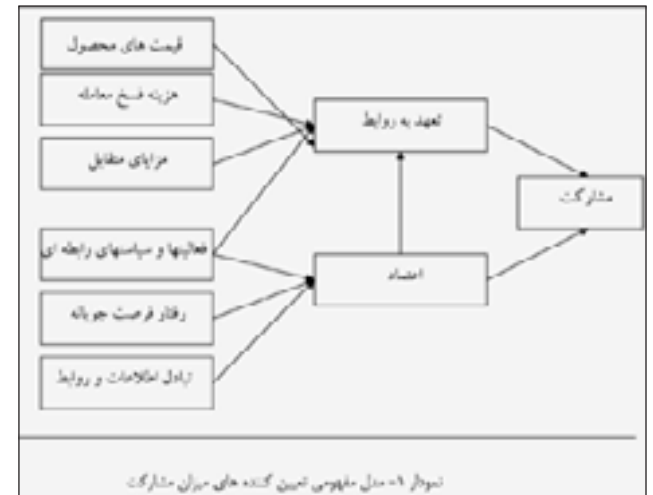 قیمت های محصول
هزینه فسخ معامله
مزایای متقابل
فعالیتها و سیاستهای رابطه ای
رفتار فرصت جویانه
تبادل اطلاعات و روابط
تعهد به روابط
اعتماد
مشارکت
نمودار ۱- مدل مفهومی تعیین کننده های میزان مشارکت